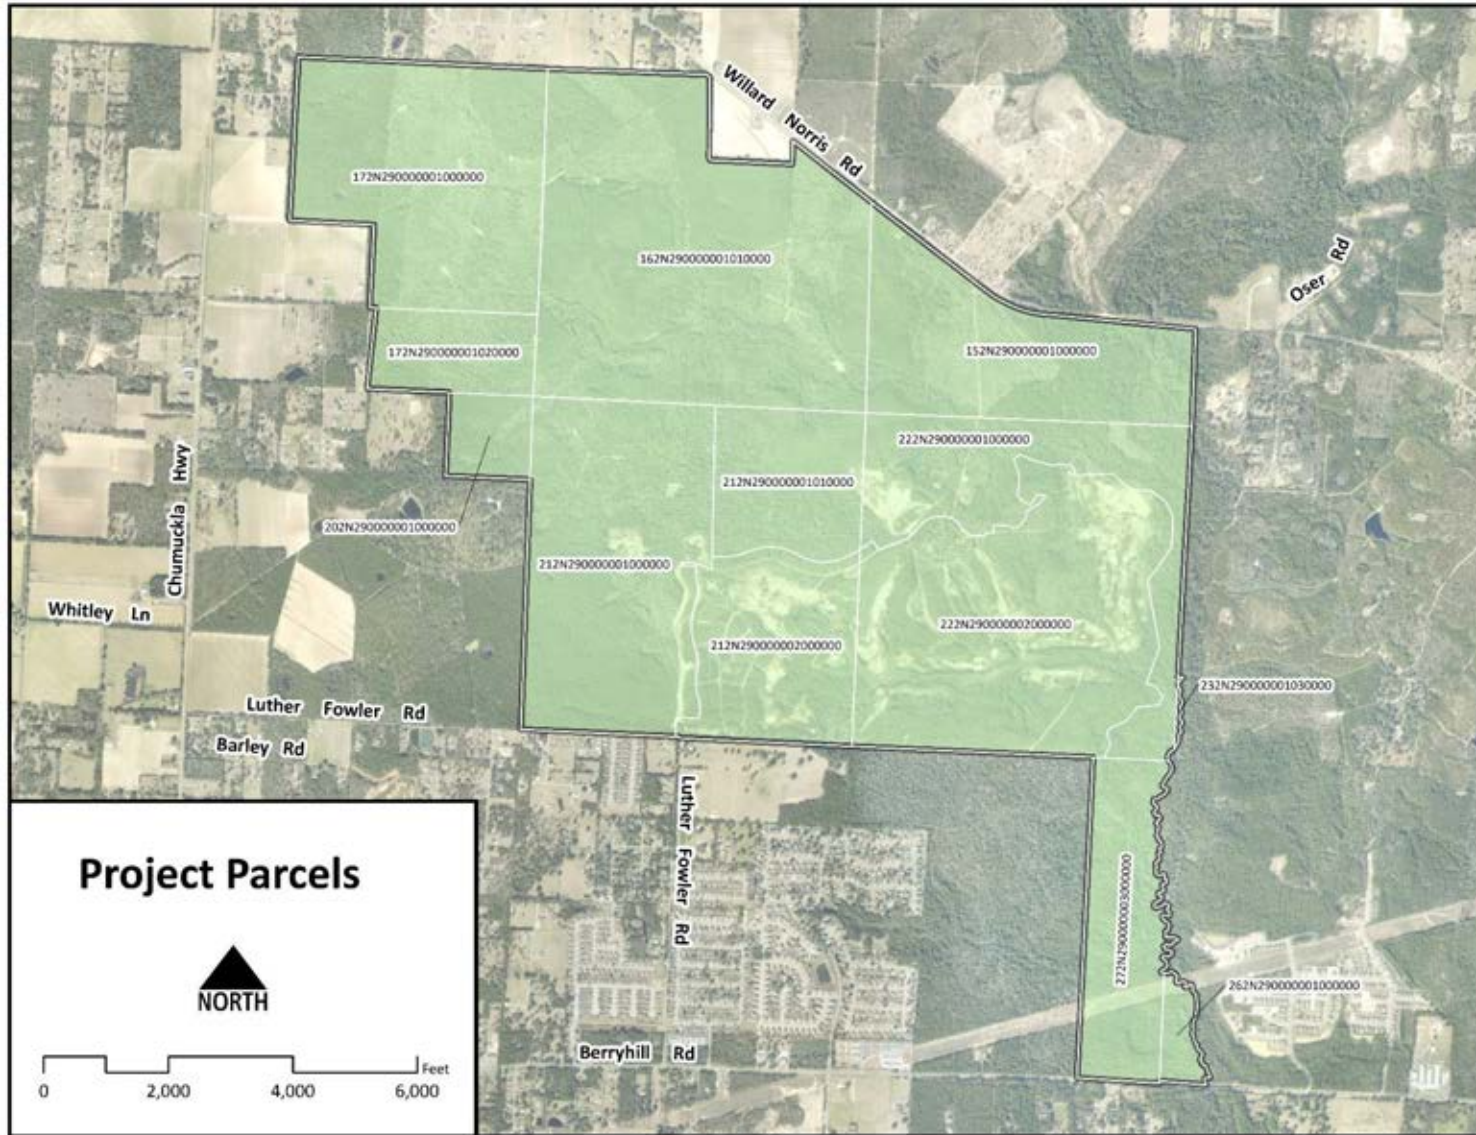 Willard Norris Rd
172N290000001000000
162N290000001010000
Oser Rd
172N290000001020000
152N290000001000000
222N290000001000000
212N290000001010000
202N290000001000000
Chumuckla Hwy
212N290000001000000
Whitley Ln
222N290000002000000
212N290000002000000
232N290000001030000
Luther Fowler Rd
Barley Rd
Luther Fowler Rd
272N290000003000000
262N290000001000000
Berryhill Rd
Project Parcels
NORTH
Feet
0 2,000 4,000 6,000